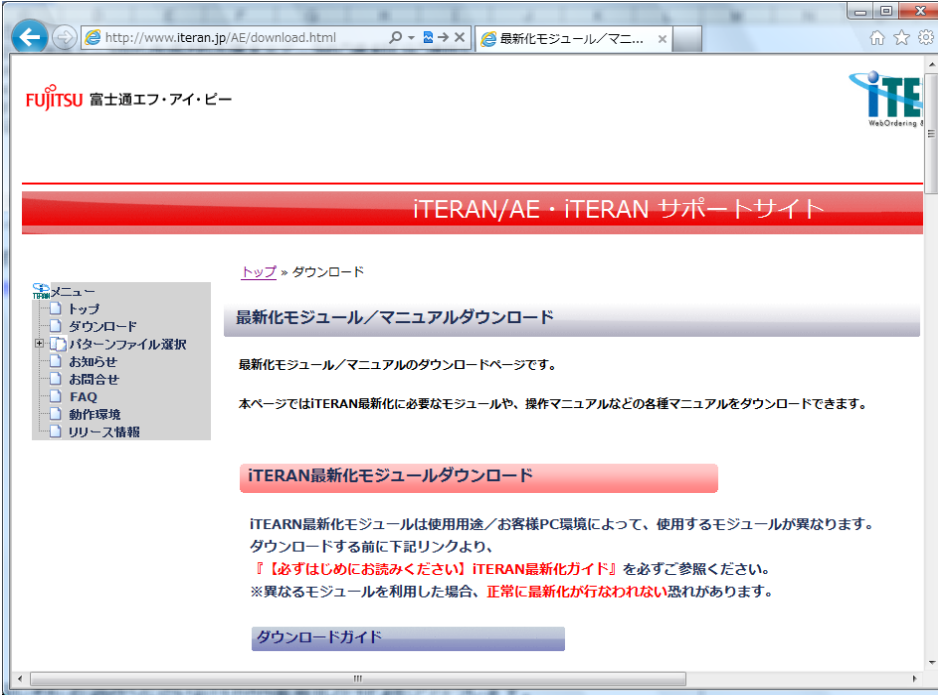 http://www.iteran.jp/AE/download.html
最新化モジュール／マニ...
FUJITSU 富士通エフ・アイ・ピー
iTE
WebOrdering &
iTERAN/AE・iTERAN サポートサイト
トップ » ダウンロード
メニュー
トップ
ダウンロード
パターンファイル選択
お知らせ
お問合せ
FAQ
動作環境
リリース情報
最新化モジュール／マニュアルダウンロード
最新化モジュール／マニュアルのダウンロードページです。
本ページではiTERAN最新化に必要なモジュールや、操作マニュアルなどの各種マニュアルをダウンロードできます。
iTERAN最新化モジュールダウンロード
iTEARN最新化モジュールは使用用途／お客様PC環境によって、使用するモジュールが異なります。
ダウンロードする前に下記リンクより、
『【必ずはじめにお読みください】iTERAN最新化ガイド』を必ずご参照ください。
※異なるモジュールを利用した場合、正常に最新化が行なわれない恐れがあります。
ダウンロードガイド